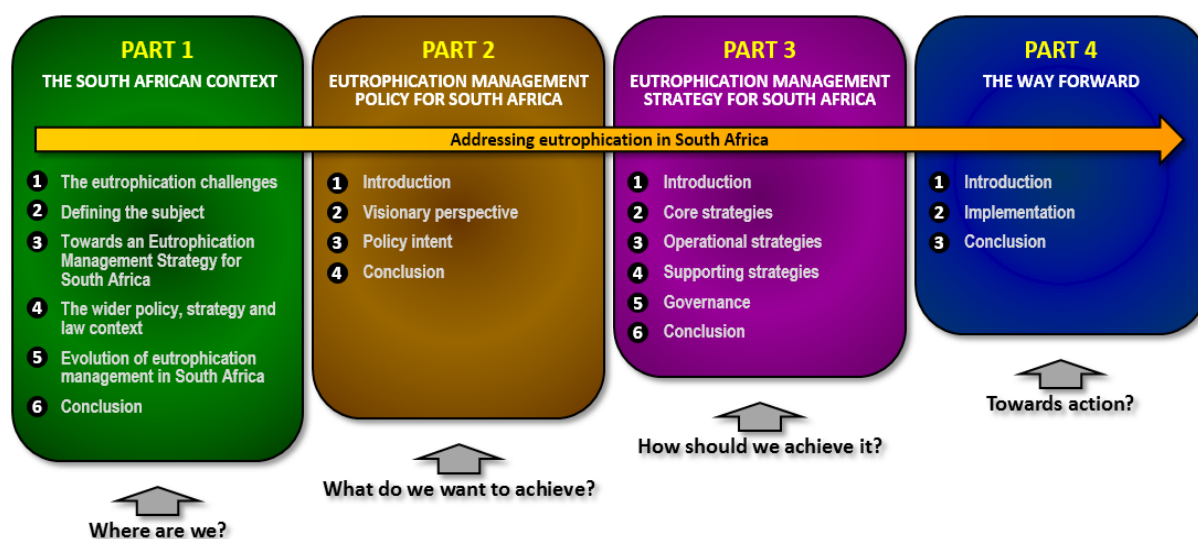 PART 1
THE SOUTH AFRICAN CONTEXT
PART 2
EUTROPHICATION MANAGEMENT
POLICY FOR SOUTH AFRICA
PART 3
EUTROPHICATION MANAGEMENT
STRATEGY FOR SOUTH AFRICA
PART 4
THE WAY FORWARD
Addressing eutrophication in South Africa
1 The eutrophication challenges
2 Defining the subject
3 Towards an Eutrophication
Management Strategy for
South Africa
4 The wider policy, strategy and
law context
5 Evolution of eutrophication
management in South Africa
6 Conclusion
1 Introduction
2 Visionary perspective
3 Policy intent
4 Conclusion
1 Introduction
2 Core strategies
3 Operational strategies
4 Supporting strategies
5 Governance
6 Conclusion
1 Introduction
2 Implementation
3 Conclusion
Where are we?
What do we want to achieve?
How should we achieve it?
Towards action?